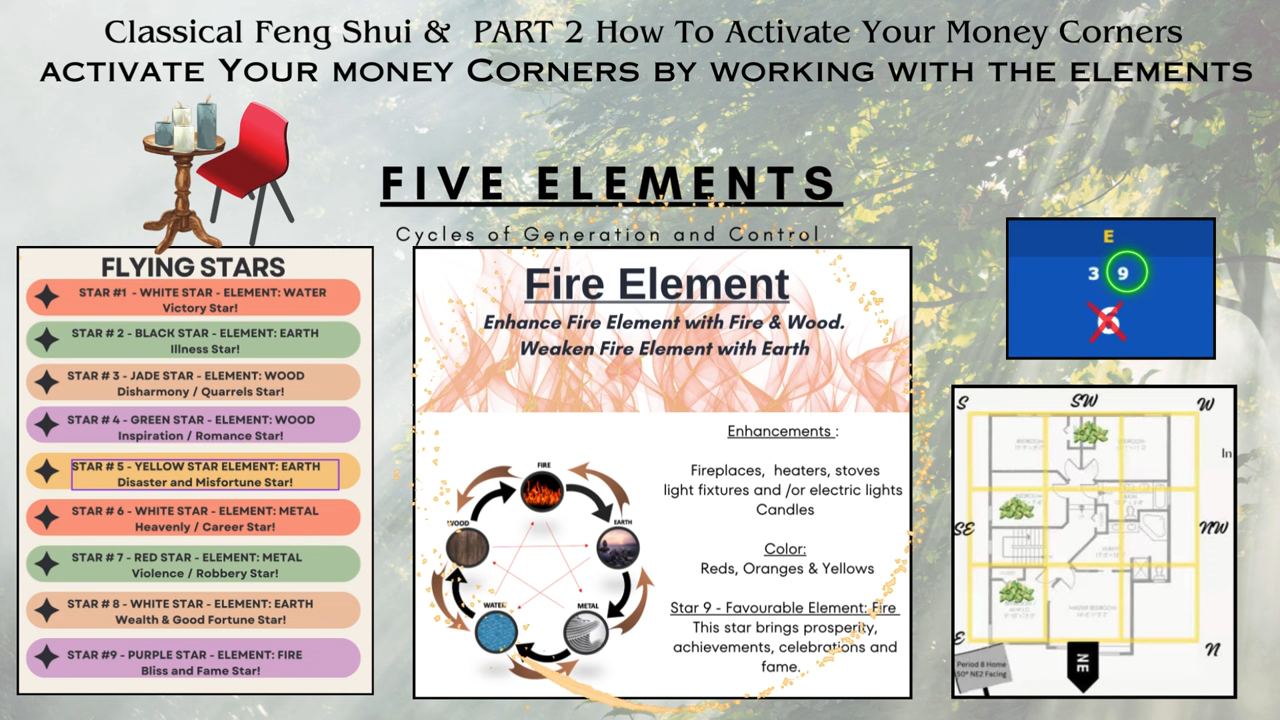 Classical Feng Shui & PART 2 How To Activate Your Money Corners
ACTIVATE YOUR MONEY CORNERS BY WORKING WITH THE ELEMENTS
FIVE ELEMENTS
Cycles of Generation and Control
FLYING STARS
STAR #1 - WHITE STAR - ELEMENT: WATER
Victory Star!
STAR # 2 - BLACK STAR - ELEMENT: EARTH
Illness Star!
STAR # 3 - JADE STAR - ELEMENT: WOOD
Disharmony / Quarrels Star!
STAR # 4 - GREEN STAR - ELEMENT: WOOD
Inspiration / Romance Star!
STAR # 5 - YELLOW STAR ELEMENT: EARTH
Disaster and Misfortune Star!
STAR # 6 - WHITE STAR - ELEMENT: METAL
Heavenly / Career Star!
STAR # 7 - RED STAR - ELEMENT: METAL
Violence / Robbery Star!
STAR # 8 - WHITE STAR - ELEMENT: EARTH
Wealth & Good Fortune Star!
STAR #9 - PURPLE STAR - ELEMENT: FIRE
Bliss and Fame Star!
Fire Element
Enhance Fire Element with Fire & Wood.
Weaken Fire Element with Earth
FIRE
WOOD
EARTH
WATER
METAL
Enhancements :
Fireplaces, heaters, stoves
light fixtures and /or electric lights
Candles
Color:
Reds, Oranges & Yellows
Star 9 - Favourable Element: Fire
This star brings prosperity,
achievements, celebrations and
fame.
E
3 9
S
SW
W
In
SE
NW
E
N
NE
Period 8 Home
50° NE2 Facing